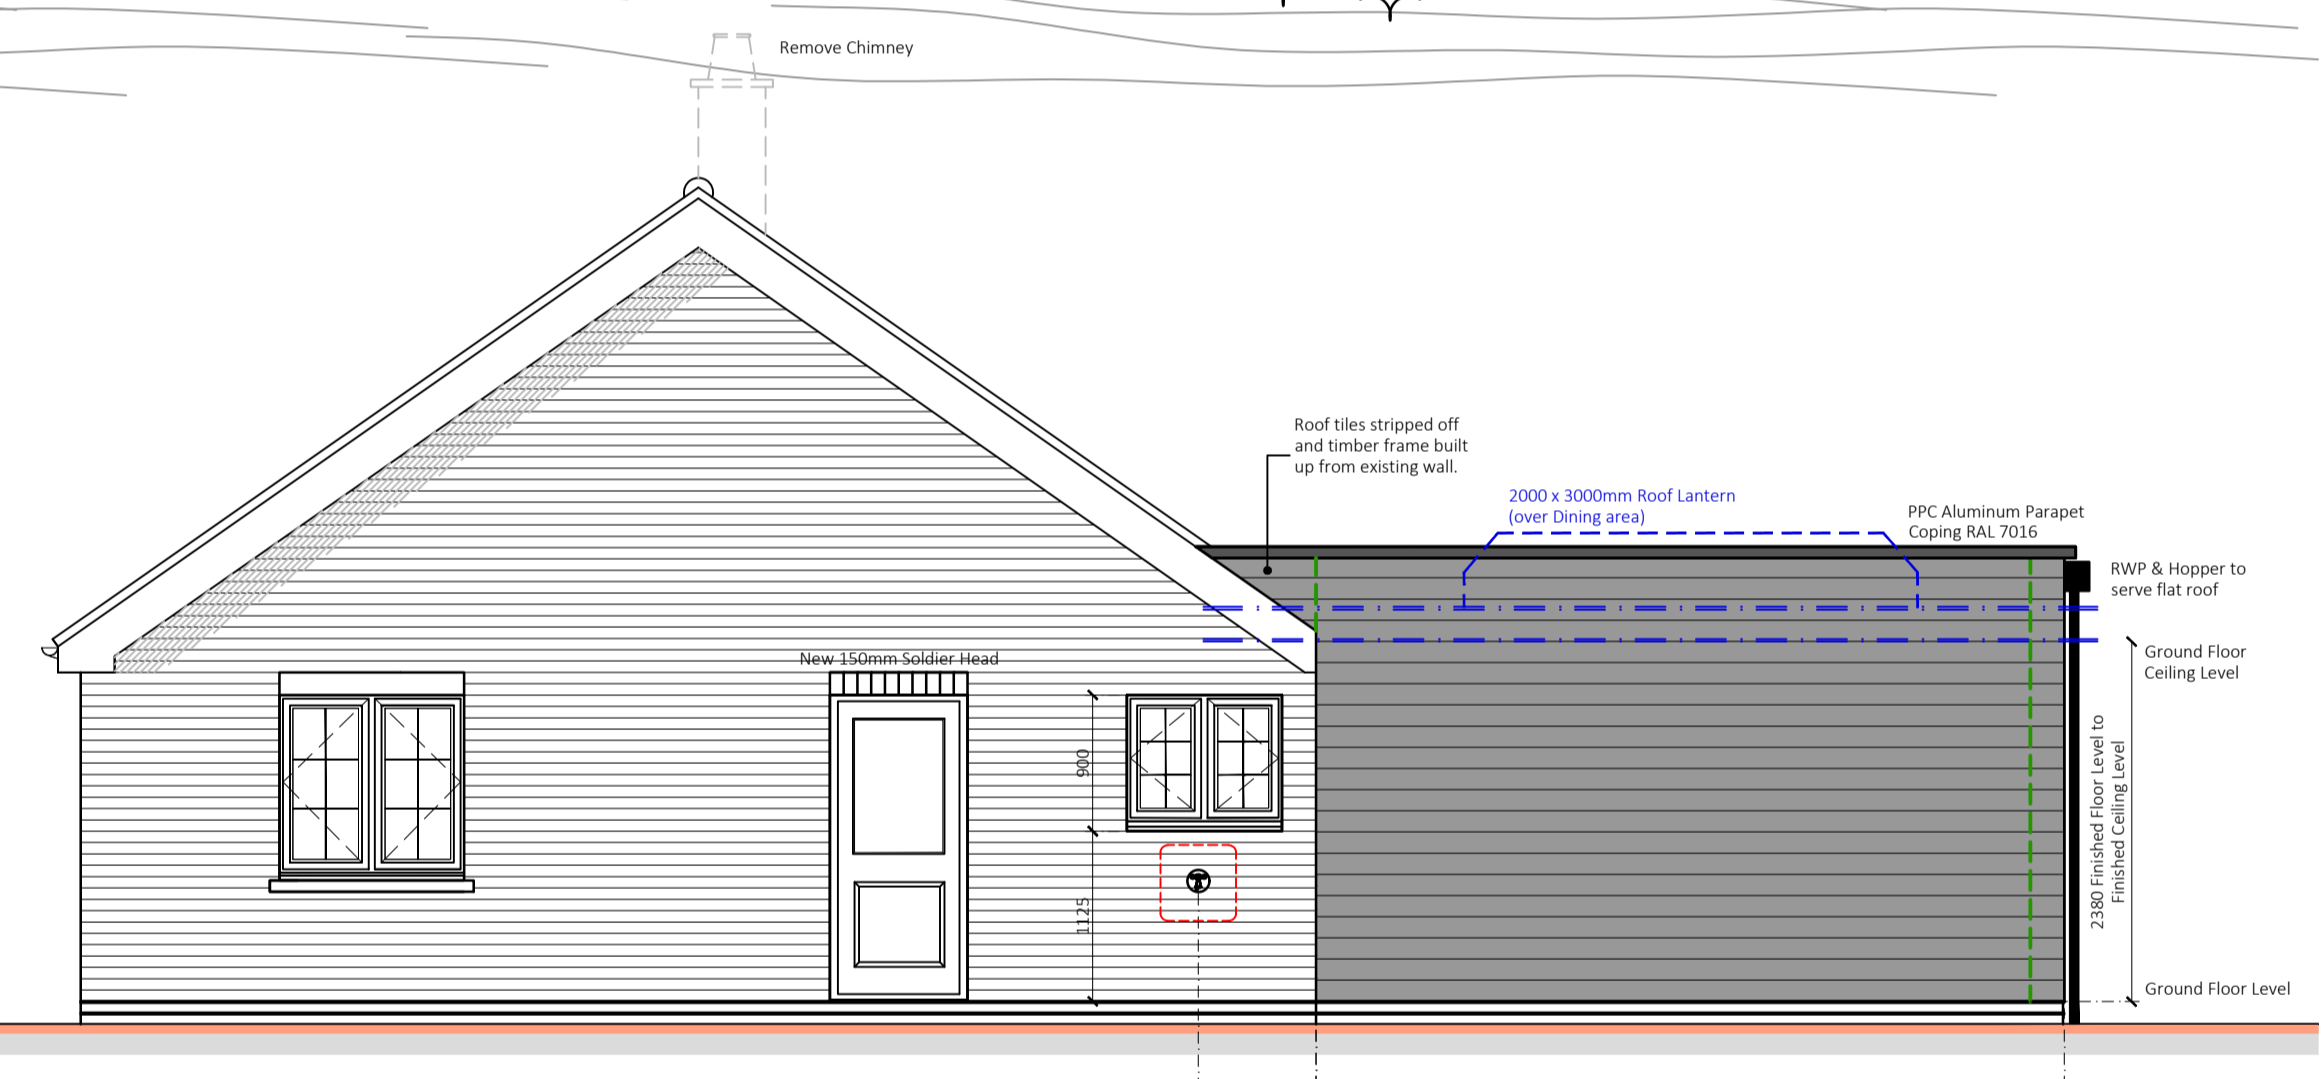 Remove Chimney
Roof tiles stripped off
and timber frame built
up from existing wall.
2000 x 3000mm Roof Lantern
(over Dining area)
PPC Aluminum Parapet
Coping RAL 7016
RWP & Hopper to
serve flat roof
Ground Floor
Ceiling Level
New 150mm Soldier Head
900
1125
2380 Finished Floor Level to
Finished Ceiling Level
Ground Floor Level